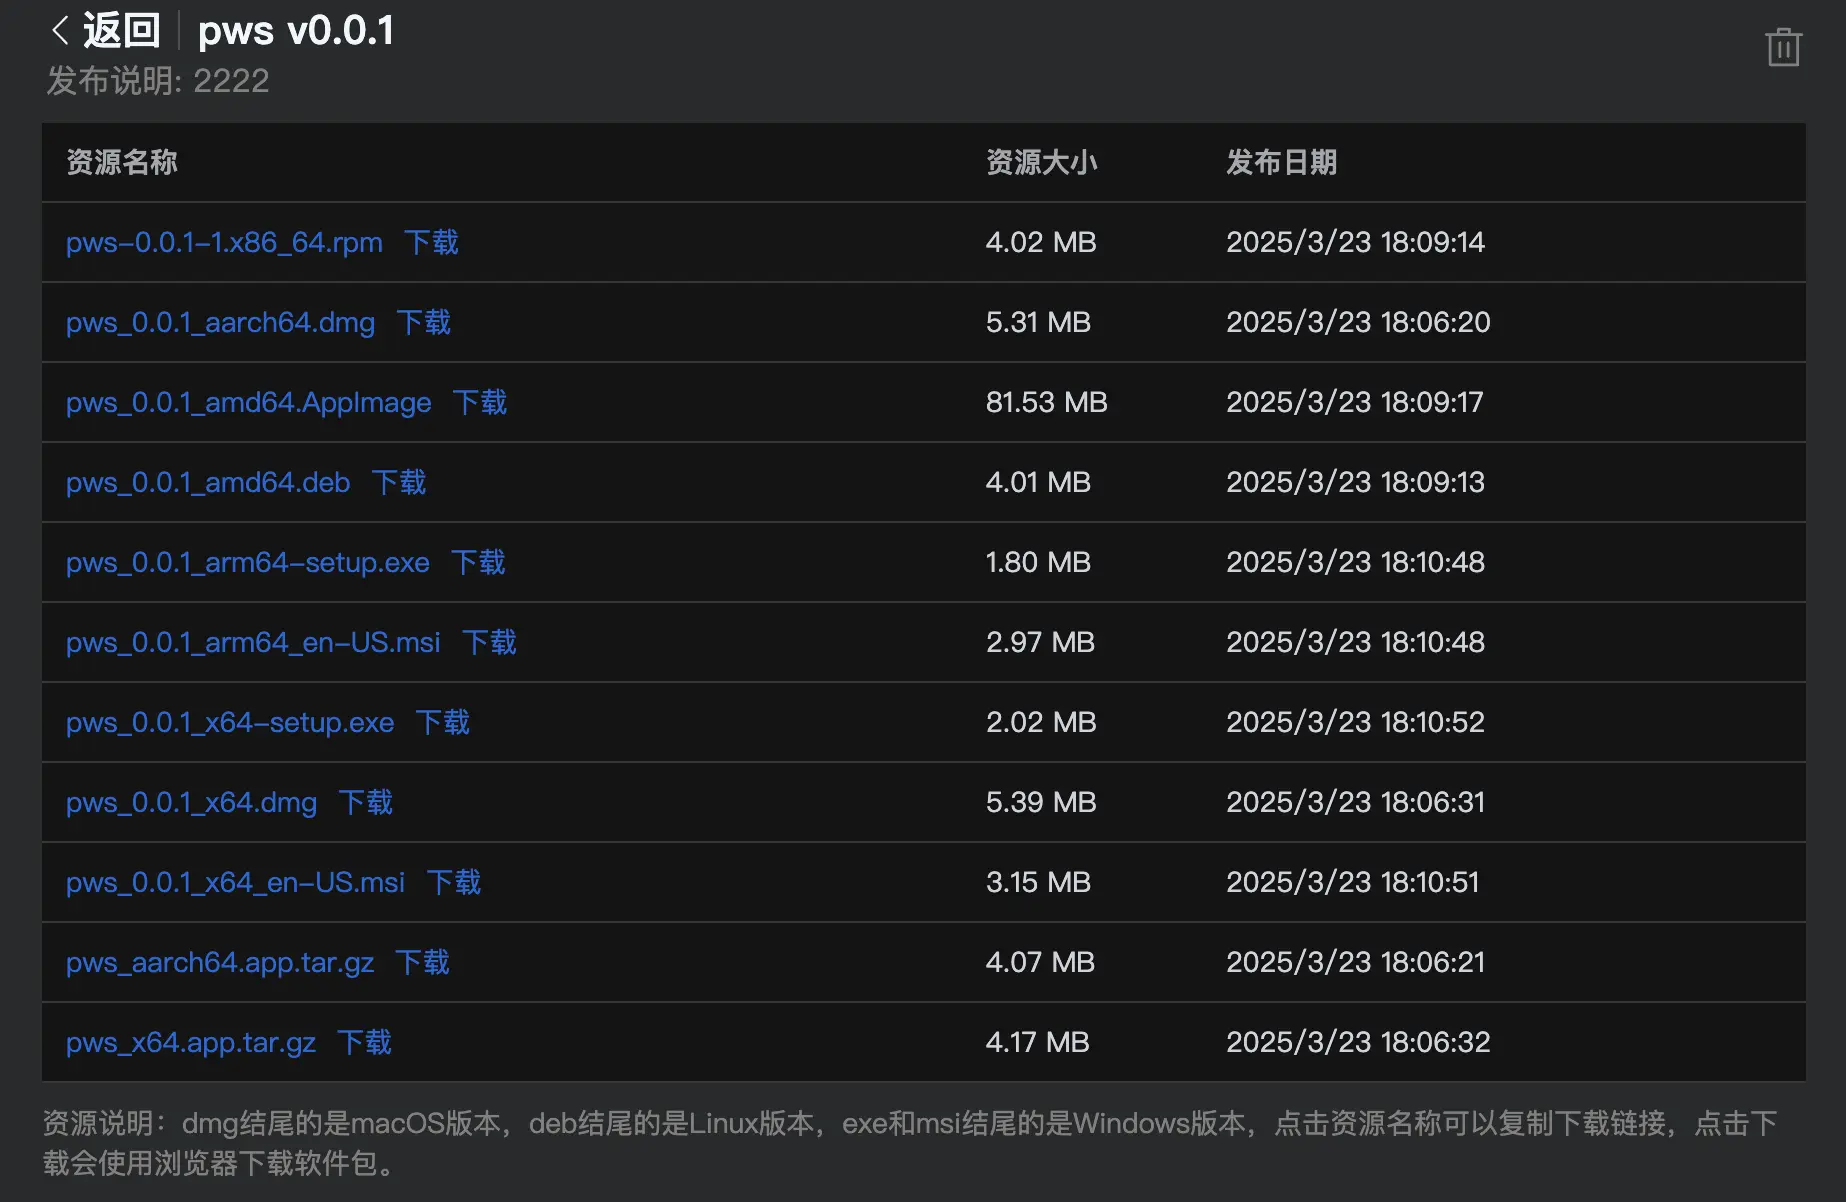 返回 pws v0.0.1
发布说明: 2222
资源名称 资源大小 发布日期
pws-0.0.1-1.x86_64.rpm 下载 4.02 MB 2025/3/23 18:09:14
pws_0.0.1_aarch64.dmg 下载 5.31 MB 2025/3/23 18:06:20
pws_0.0.1_amd64.AppImage 下载 81.53 MB 2025/3/23 18:09:17
pws_0.0.1_amd64.deb 下载 4.01 MB 2025/3/23 18:09:13
pws_0.0.1_arm64-setup.exe 下载 1.80 MB 2025/3/23 18:10:48
pws_0.0.1_arm64_en-US.msi 下载 2.97 MB 2025/3/23 18:10:48
pws_0.0.1_x64-setup.exe 下载 2.02 MB 2025/3/23 18:10:52
pws_0.0.1_x64.dmg 下载 5.39 MB 2025/3/23 18:06:31
pws_0.0.1_x64_en-US.msi 下载 3.15 MB 2025/3/23 18:10:51
pws_aarch64.app.tar.gz 下载 4.07 MB 2025/3/23 18:06:21
pws_x64.app.tar.gz 下载 4.17 MB 2025/3/23 18:06:32
资源说明：dmg结尾的是macOS版本，deb结尾的是Linux版本，exe和msi结尾的是Windows版本，点击资源名称可以复制下载链接，点击下
载会使用浏览器下载软件包。